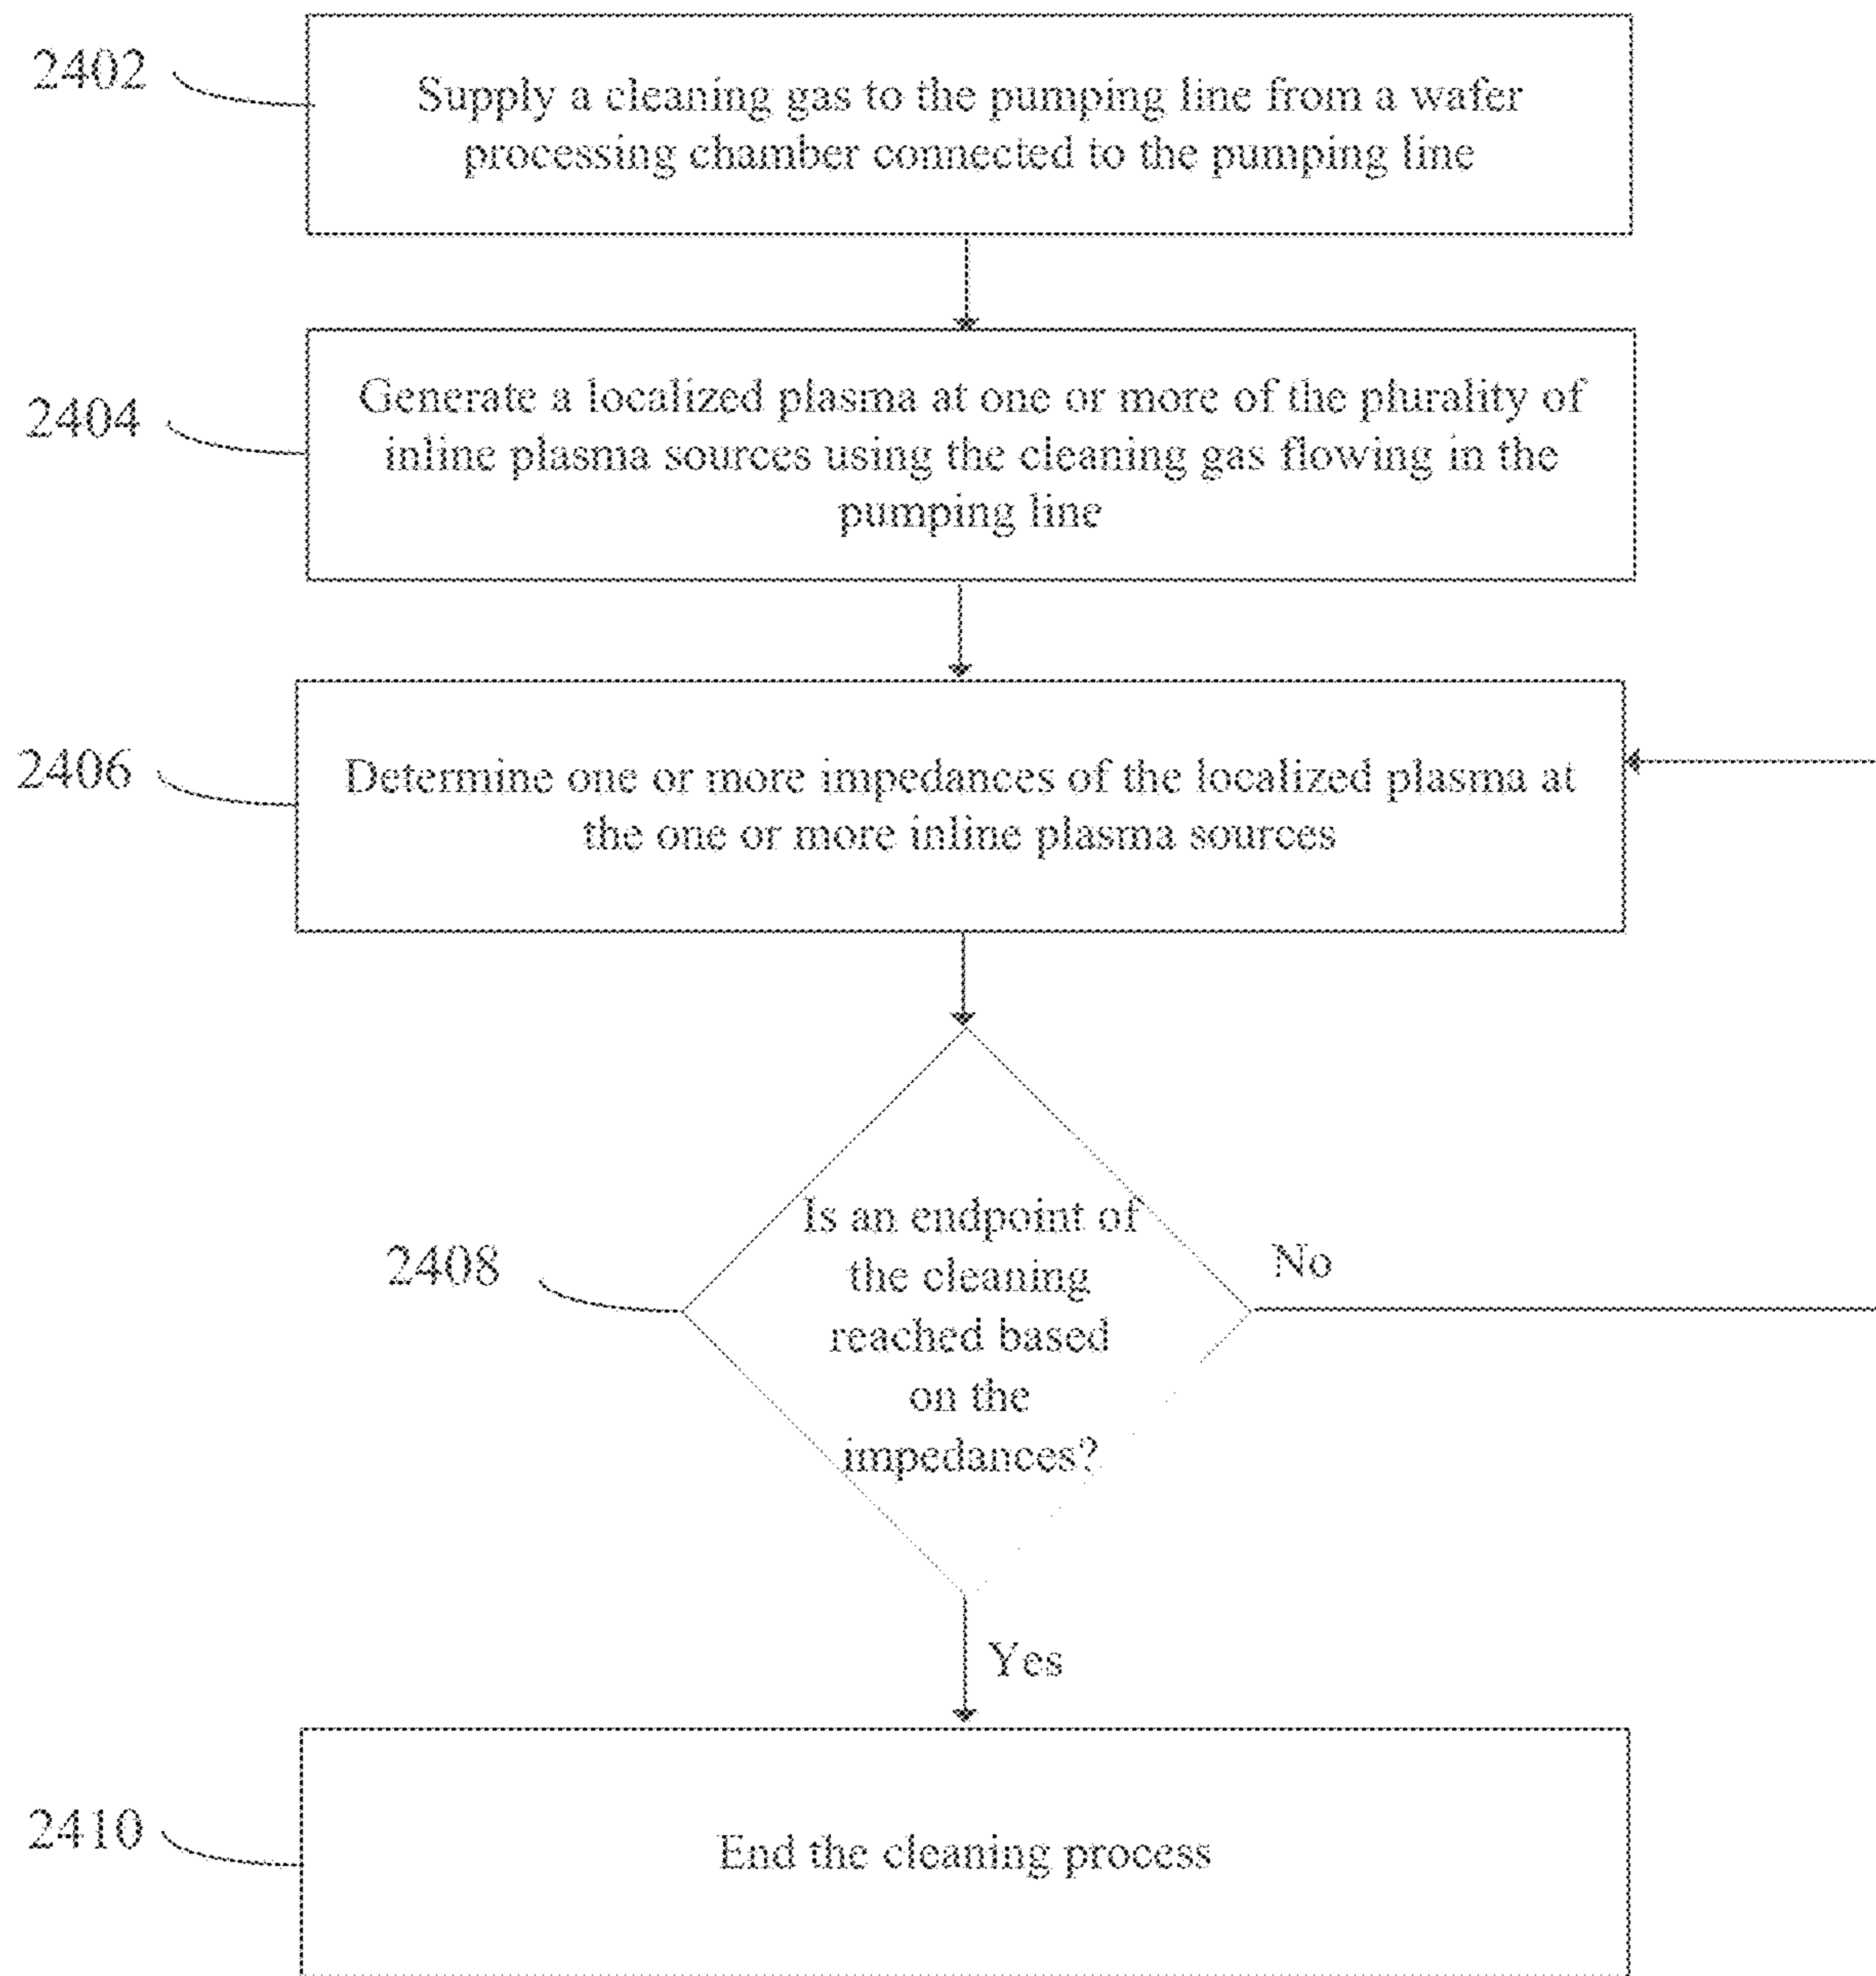 2402
Supply a cleaning gas to the pumping line from a wafer
processing chamber connected to the pumping line
2404
Generate a localized plasma at one or more of the plurality of
inline plasma sources using the cleaning gas flowing in the
pumping line
2406
Determine one or more impedances of the localized plasma at
the one or more inline plasma sources
2408
Is an endpoint of
the cleaning
reached based
on the
impedances?
No
Yes
2410
End the cleaning process